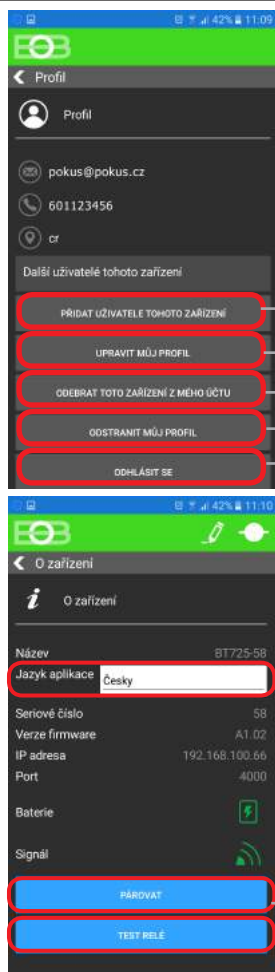 42% 11:09
EOB
Profil
Profil
pokus@pokus.cz
601123456
cr
Další uživatelé tohoto zařízení
PŘIDAT UŽIVATELE TOHOTO ZAŘÍZENÍ
UPRAVIT MŮJ PROFIL
ODEBRAT TOTO ZAŘÍZENÍ Z MÉHO ÚČTU
ODSTRANIT MŮJ PROFIL
ODHLÁSIT SE
42% 11:10
EOB
O zařízení
i O zařízení
Název BT725-58
Jazyk aplikace Česky
Seriové číslo 58
Verze firmware A1.02
IP adresa 192.168.100.66
Port 4000
Baterie
Signál
PÁROVAT
TEST RELÉ